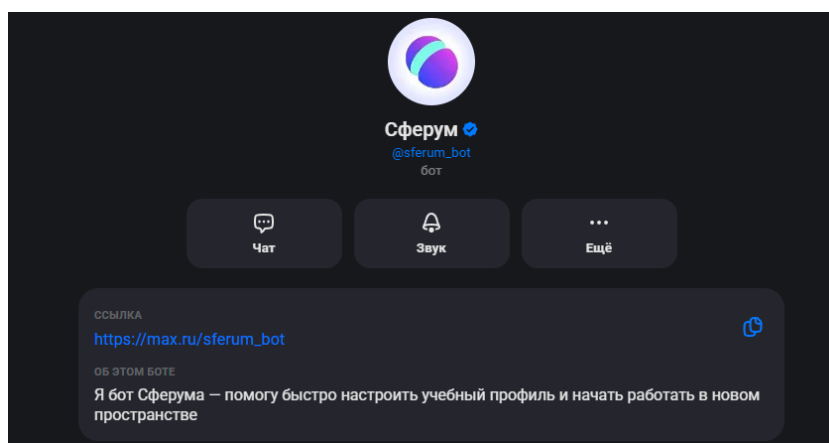 Сферум
@sferum_bot
бот
Чат
Звук
Ещё
ССЫЛКА
https://max.ru/sferum_bot
ОБ ЭТОМ БОТЕ
Я бот Сферума — помогу быстро настроить учебный профиль и начать работать в новом
пространстве